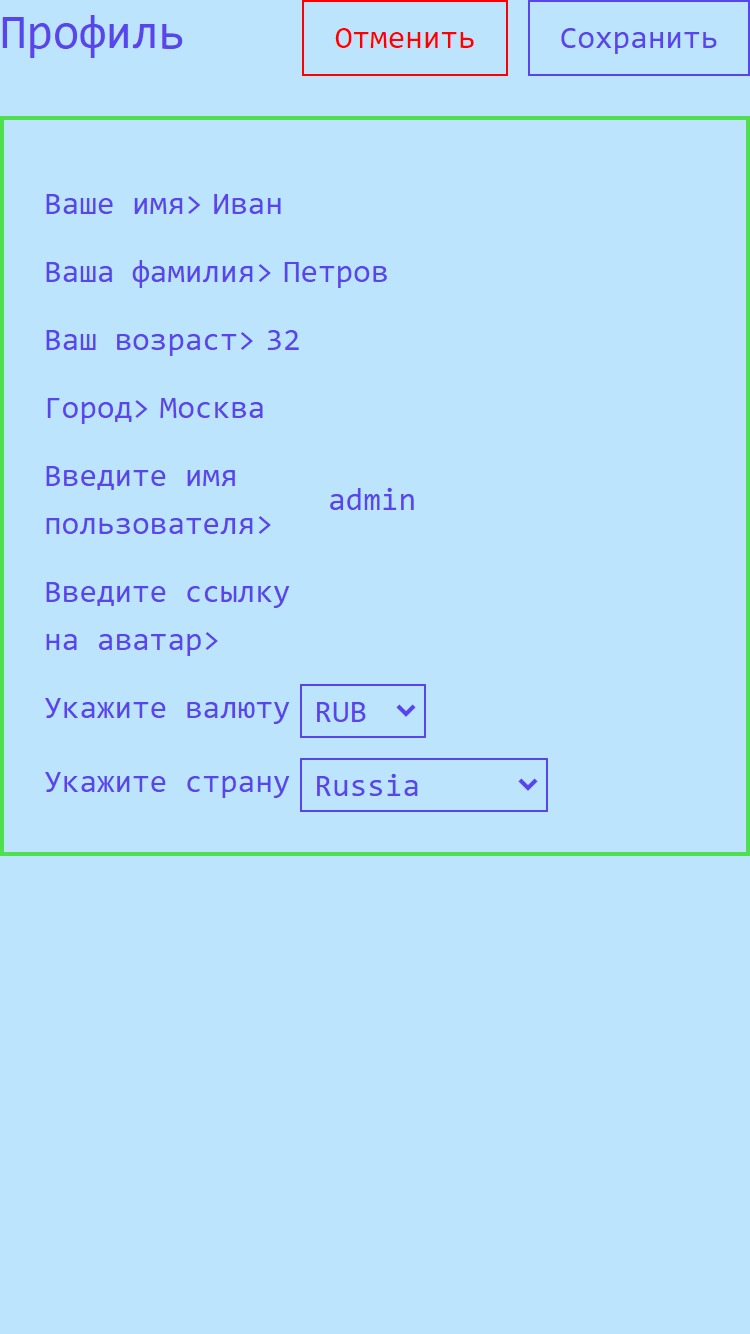 Профиль
Отменить
Сохранить
Ваше имя> Иван
Ваша фамилия> Петров
Ваш возраст> 32
Город> Москва
Введите имя
пользователя>
admin
Введите ссылку
на аватар>
Укажите валюту RUB
Укажите страну Russia